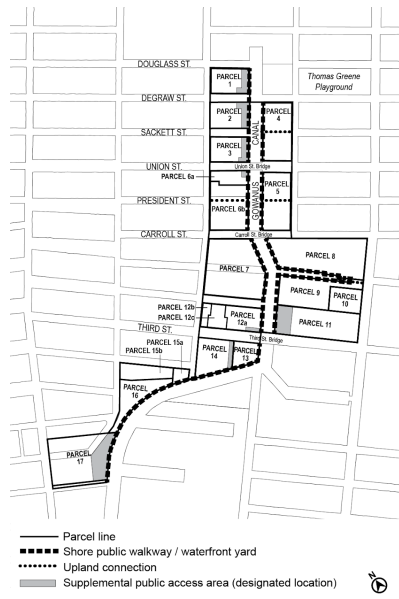 DOUGLASS ST.
PARCEL
1
Thomas Greene
Playground
DEGRAW ST.
PARCEL
2
PARCEL
4
CANAL
SACKETT ST.
PARCEL
3
UNION ST.
Union St. Bridge
PARCEL 6a
PARCEL
5
PRESIDENT ST.
PARCEL 6b
GOWANUS
CARROLL ST.
Carroll St. Bridge
PARCEL 8
PARCEL 7
PARCEL 9
PARCEL
10
PARCEL 12b
PARCEL 12c
PARCEL
12a
PARCEL 11
THIRD ST.
Third St. Bridge
PARCEL 15a
PARCEL 15b
PARCEL
14
PARCEL
13
PARCEL
16
PARCEL
17
Parcel line
Shore public walkway / waterfront yard
Upland connection
Supplemental public access area (designated location)
N